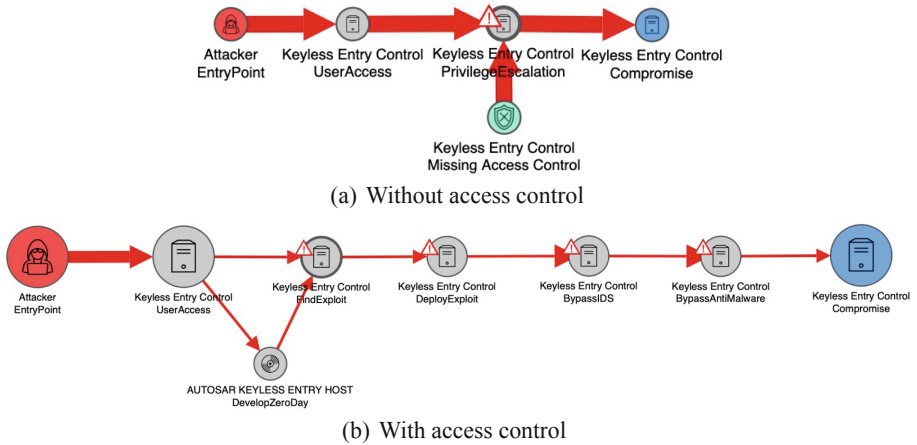 Attacker
EntryPoint
Keyless Entry Control
UserAccess
Keyless Entry Control
PrivilegeEscalation
Keyless Entry Control
Compromise
Keyless Entry Control
Missing Access Control
(a) Without access control
Attacker
EntryPoint
Keyless Entry Control
UserAccess
Keyless Entry Control
FindExploit
Keyless Entry Control
DeployExploit
Keyless Entry Control
BypassIDS
Keyless Entry Control
BypassAntiMalware
Keyless Entry Control
Compromise
AUTOSAR KEYLESS ENTRY HOST
DevelopZeroDay
(b) With access control